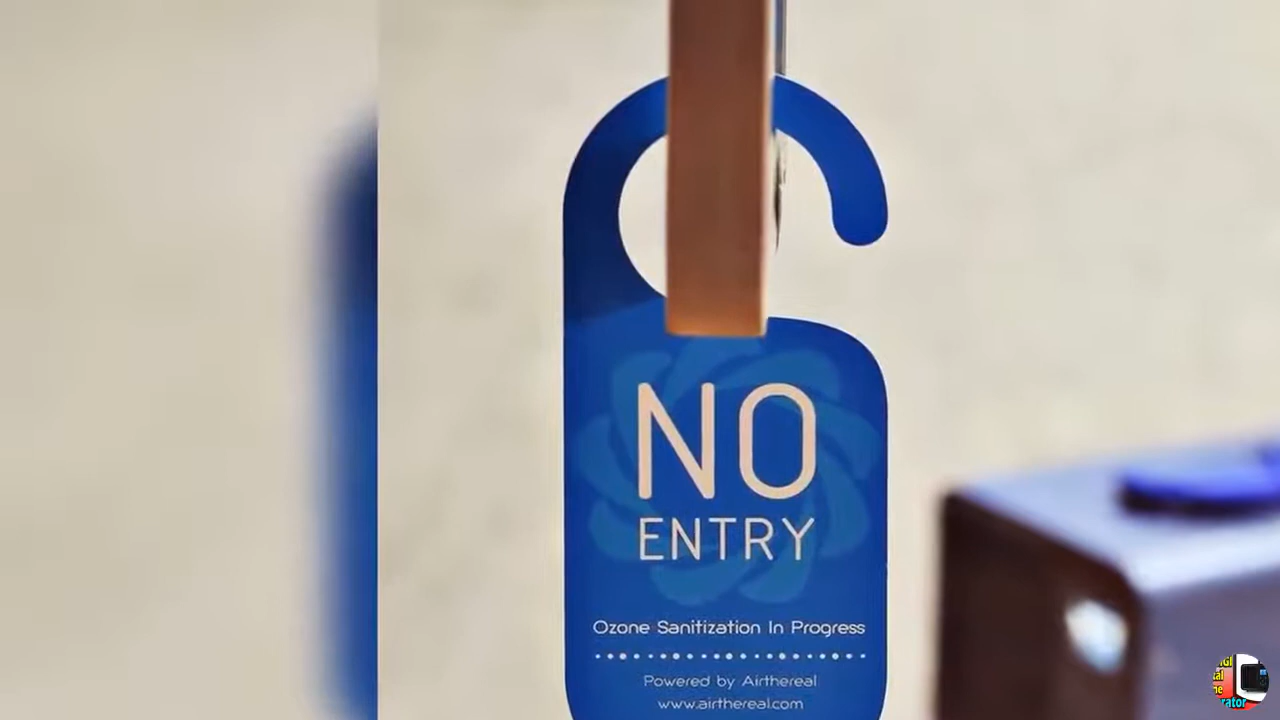 NO
ENTRY
Ozone Sanitization In Progress
Powered by Airthereal
www.airthereal.com